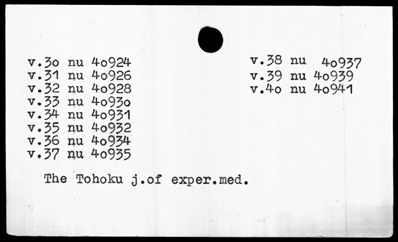 v.30 nu 40924
v.31 nu 40926
v.32 nu 40928
v.33 nu 40930
v.34 nu 40931
v.35 nu 40932
v.36 nu 40934
v.37 nu 40935
v.38 nu 40937
v.39 nu 40939
v.40 nu 40941
The Tohoku j.of exper.med.